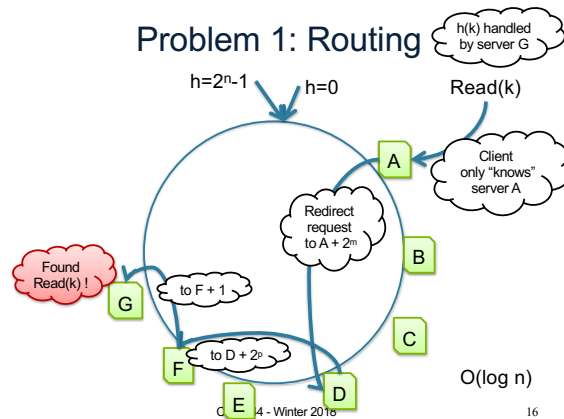 Problem 1: Routing
h(k) handled
by server G
h=2ⁿ-1
h=0
Read(k)
A
Client
only “knows”
server A
Redirect
request
to A + 2ᵐ
B
Found
Read(k) !
G
to F + 1
C
F
to D + 2ᵖ
D
E
O(log n)
4 - Winter 2018
16